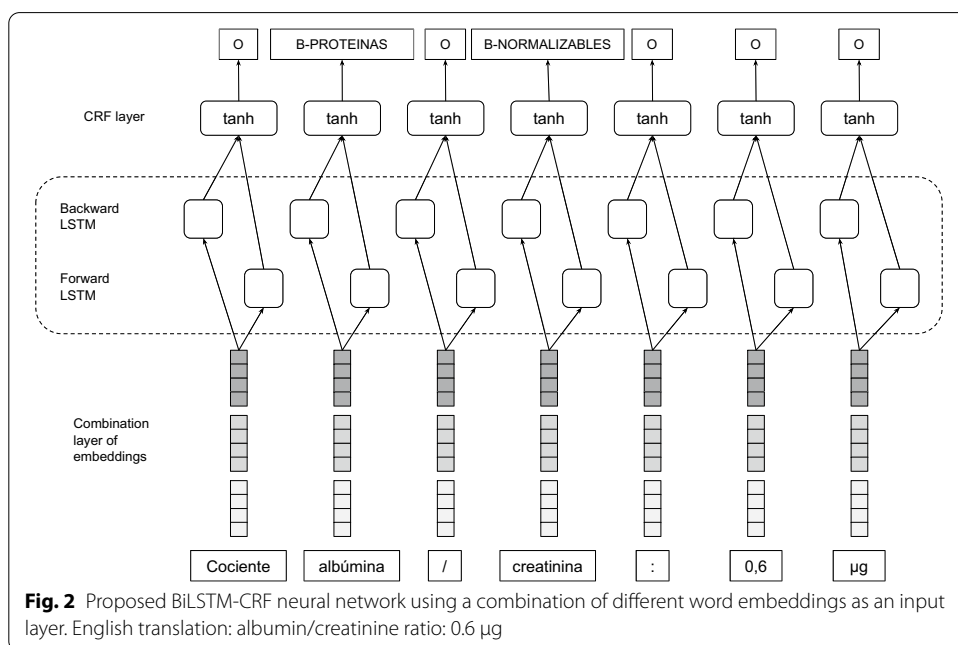 O B-PROTEINAS O B-NORMALIZABLES O O O
CRF layer tanh tanh tanh tanh tanh tanh tanh
Backward
LSTM
Forward
LSTM
Combination
layer of
embeddings
Cociente albúmina / creatinina : 0,6 µg
Fig. 2 Proposed BiLSTM-CRF neural network using a combination of different word embeddings as an input
layer. English translation: albumin/creatinine ratio: 0.6 µg